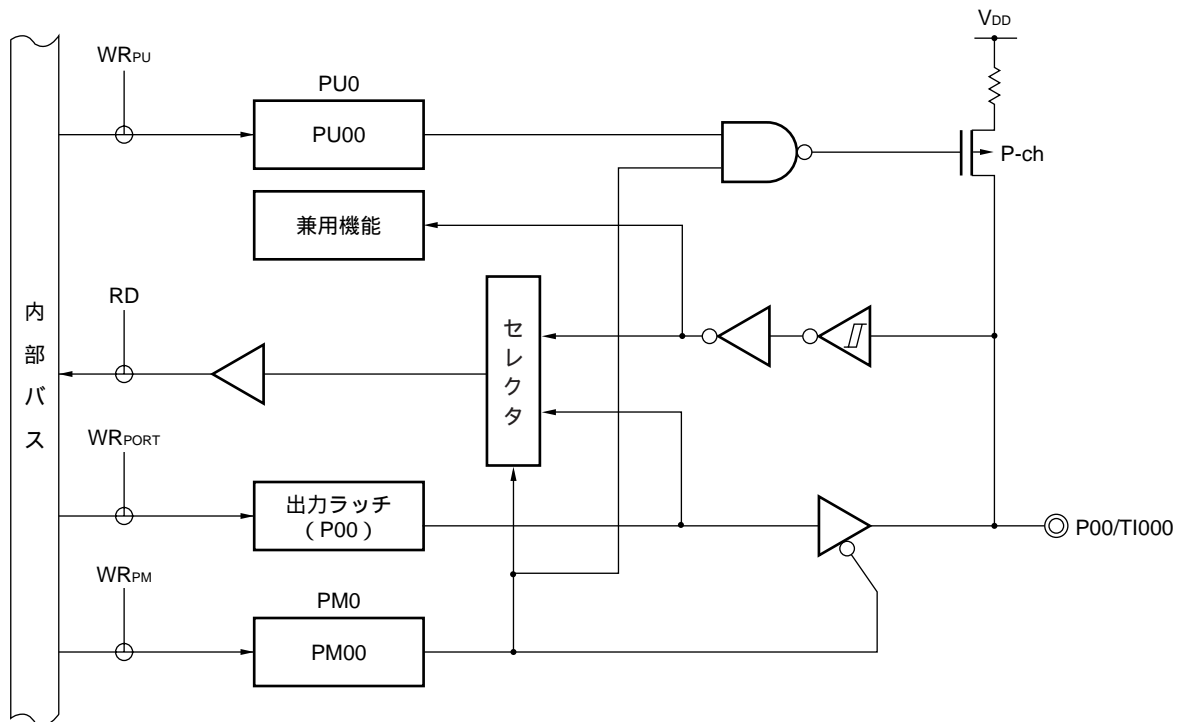 VDD
WRPU
PU0
PU00
P-ch
兼用機能
RD
内部バス
セレクタ
WRPORT
出力ラッチ
（P00）
P00/TI000
WRPM
PM0
PM00